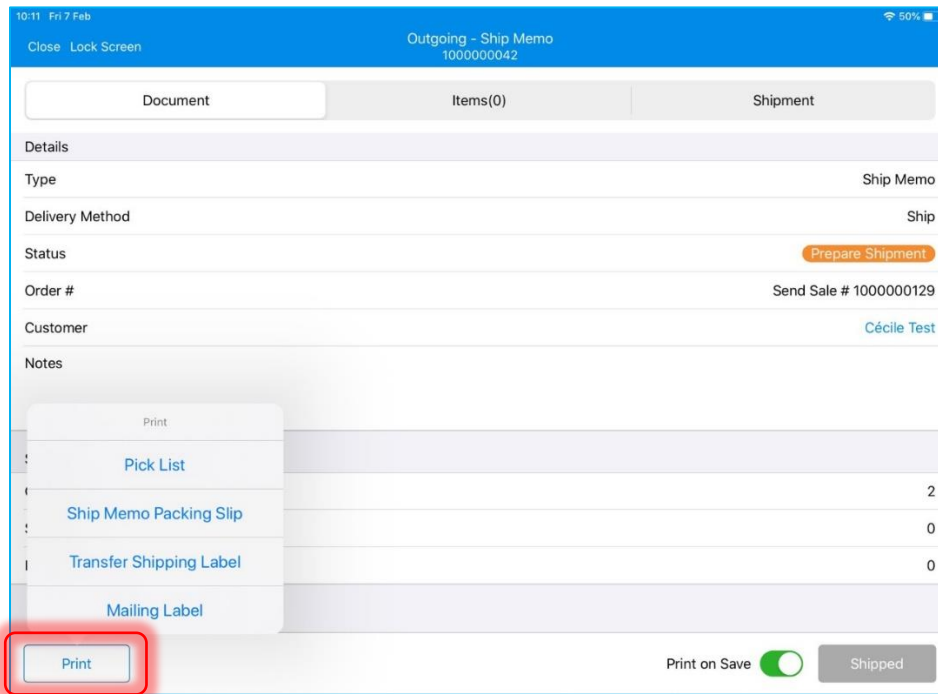 10:11 Fri 7 Feb
50%
Close Lock Screen
Outgoing - Ship Memo
1000000042
Document
Items(0)
Shipment
Details
Type
Ship Memo
Delivery Method
Ship
Status
Prepare Shipment
Order #
Send Sale # 1000000129
Customer
Cécile Test
Notes
Print
Pick List
2
Ship Memo Packing Slip
0
Transfer Shipping Label
0
Mailing Label
Print
Print on Save
Shipped